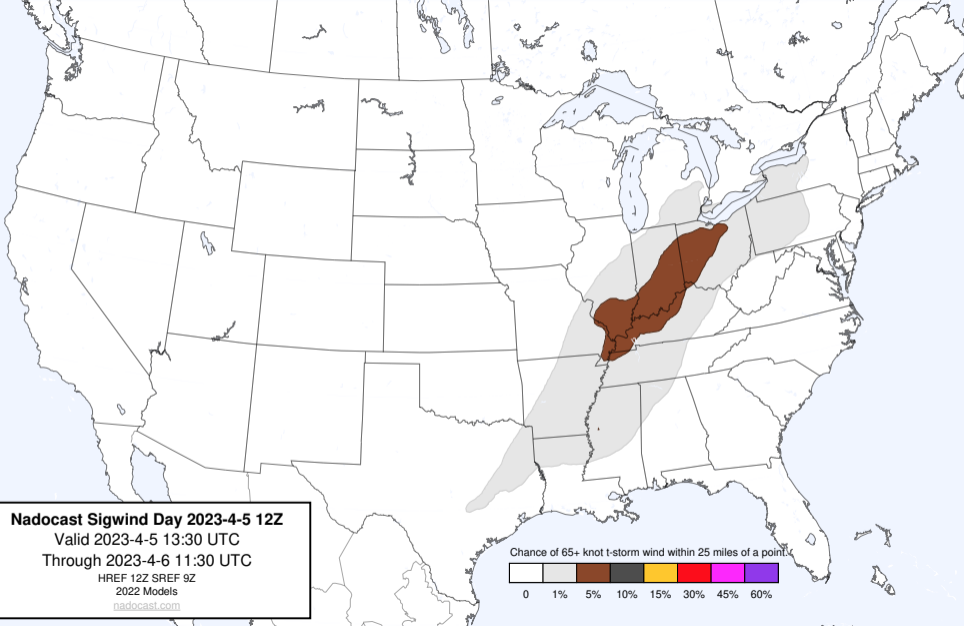 Nadocast Sigwind Day 2023-4-5 12Z
Valid 2023-4-5 13:30 UTC
Through 2023-4-6 11:30 UTC
HREF 12Z SREF 9Z
2022 Models
nadocast.com
Chance of 65+ knot t-storm wind within 25 miles of a point.
0 1% 5% 10% 15% 30% 45% 60%